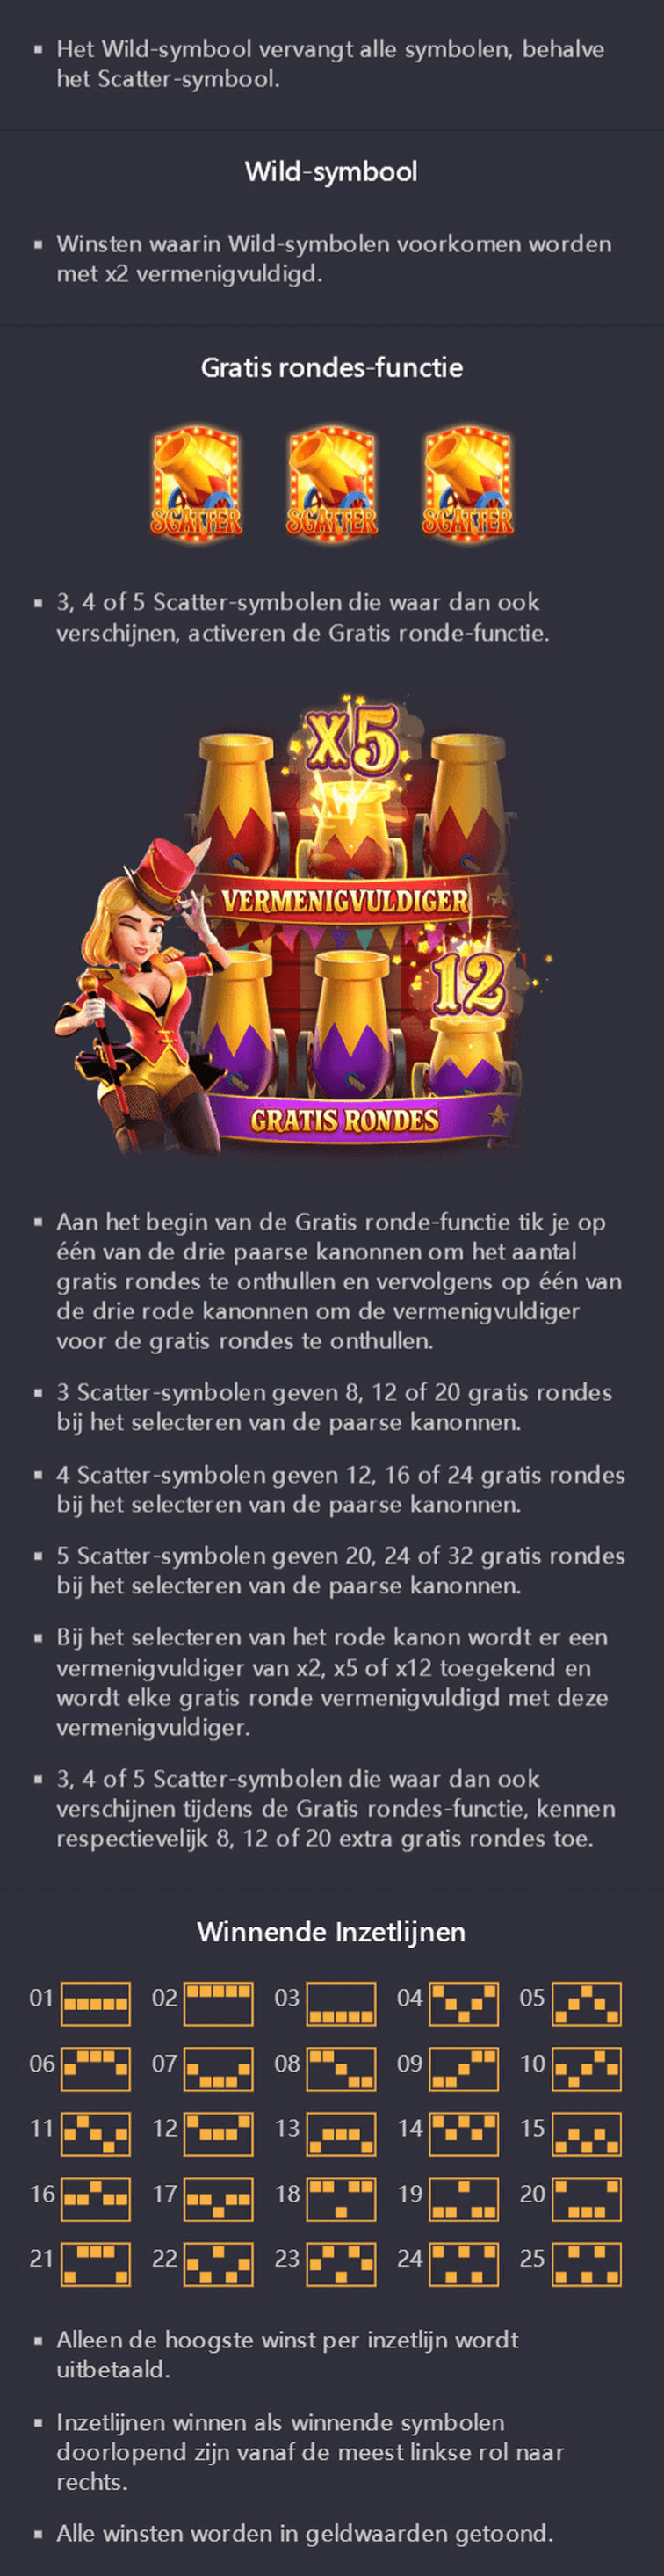 ▪ Het Wild-symbool vervangt alle symbolen, behalve
het Scatter-symbool.
Wild-symbool
▪ Winsten waarin Wild-symbolen voorkomen worden
met x2 vermenigvuldigd.
Gratis rondes-functie
SCATTER SCATTER SCATTER
▪ 3, 4 of 5 Scatter-symbolen die waar dan ook
verschijnen, activeren de Gratis ronde-functie.
X5
VERMENIGVULDIGER
12
GRATIS RONDES
▪ Aan het begin van de Gratis ronde-functie tik je op
één van de drie paarse kanonnen om het aantal
gratis rondes te onthullen en vervolgens op één van
de drie rode kanonnen om de vermenigvuldiger
voor de gratis rondes te onthullen.
▪ 3 Scatter-symbolen geven 8, 12 of 20 gratis rondes
bij het selecteren van de paarse kanonnen.
▪ 4 Scatter-symbolen geven 12, 16 of 24 gratis rondes
bij het selecteren van de paarse kanonnen.
▪ 5 Scatter-symbolen geven 20, 24 of 32 gratis rondes
bij het selecteren van de paarse kanonnen.
▪ Bij het selecteren van het rode kanon wordt er een
vermenigvuldiger van x2, x5 of x12 toegekend en
wordt elke gratis ronde vermenigvuldigd met deze
vermenigvuldiger.
▪ 3, 4 of 5 Scatter-symbolen die waar dan ook
verschijnen tijdens de Gratis rondes-functie, kennen
respectievelijk 8, 12 of 20 extra gratis rondes toe.
Winnende Inzetlijnen
01 02 03 04 05
06 07 08 09 10
11 12 13 14 15
16 17 18 19 20
21 22 23 24 25
▪ Alleen de hoogste winst per inzetlijn wordt
uitbetaald.
▪ Inzetlijnen winnen als winnende symbolen
doorlopend zijn vanaf de meest linkse rol naar
rechts.
▪ Alle winsten worden in geldwaarden getoond.